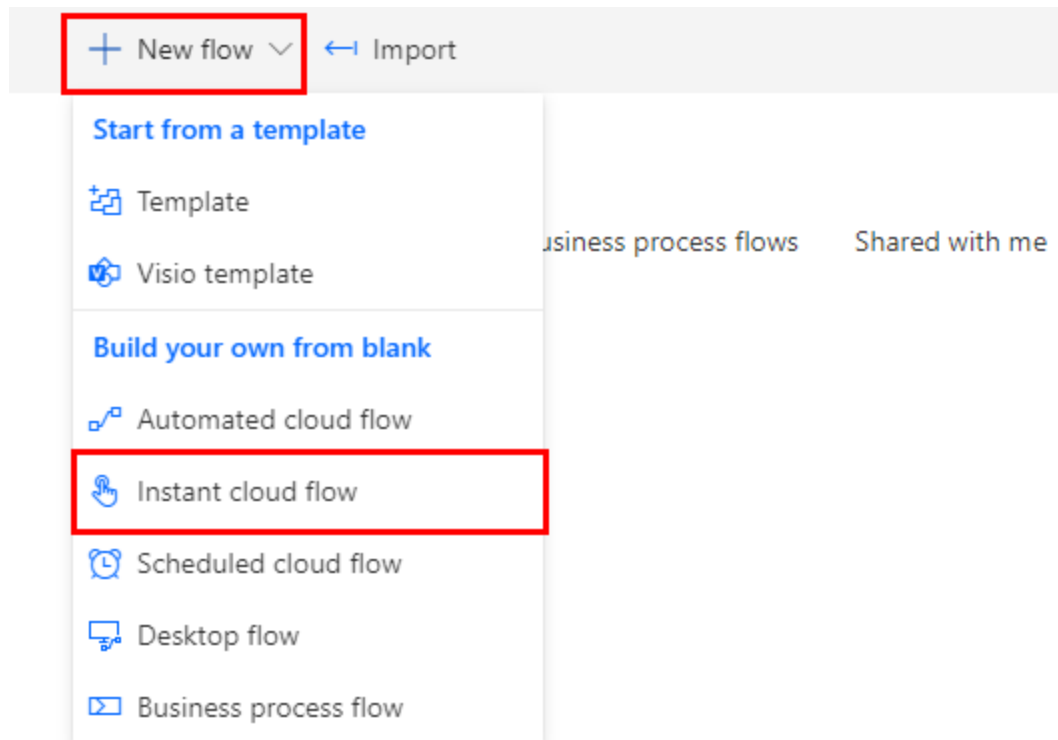 New flow
Import
Start from a template
Template
Visio template
usiness process flows
Shared with me
Build your own from blank
Automated cloud flow
Instant cloud flow
Scheduled cloud flow
Desktop flow
Business process flow